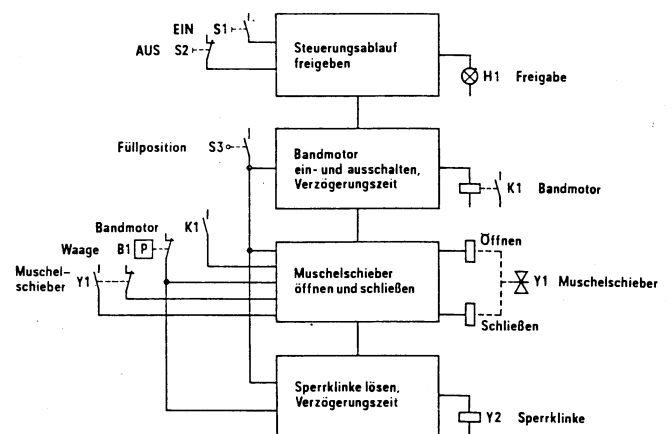 EIN S1
AUS S2
Steuerungsablauf
freigeben
H1 Freigabe
Füllposition S3
Bandmotor
ein- und ausschalten,
Verzögerungszeit
K1 Bandmotor
Bandmotor K1
Waage B1 P
Muschel-
schieber Y1
Muschelschieber
öffnen und schließen
Öffnen
Y1 Muschelschieber
Schließen
Sperrklinke lösen,
Verzögerungszeit
Y2 Sperrklinke